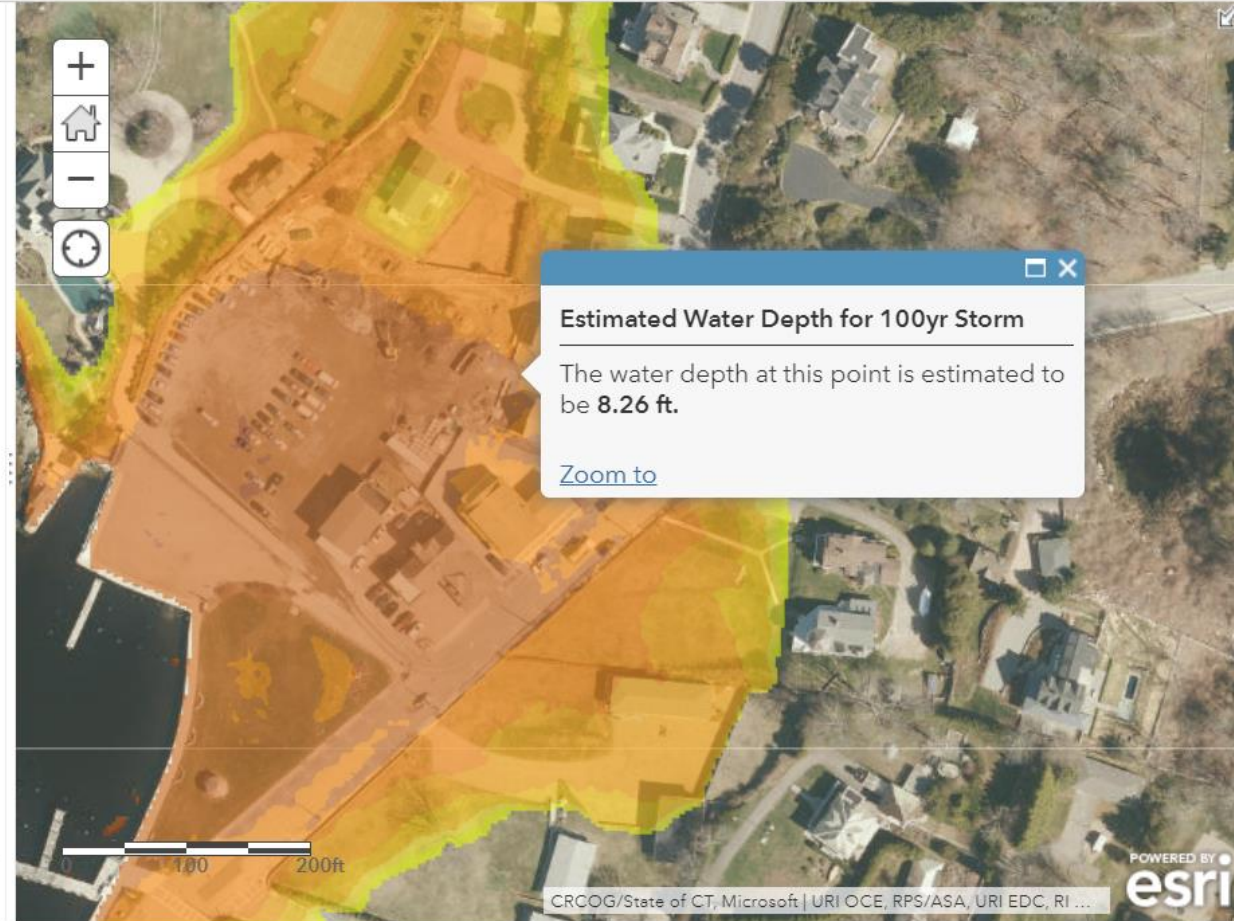 +
−
Estimated Water Depth for 100yr Storm
The water depth at this point is estimated to
be 8.26 ft.
Zoom to
0 100 200ft
CRCOG/State of CT, Microsoft | URI OCE, RPS/ASA, URI EDC, RI ...
POWERED BY
esri